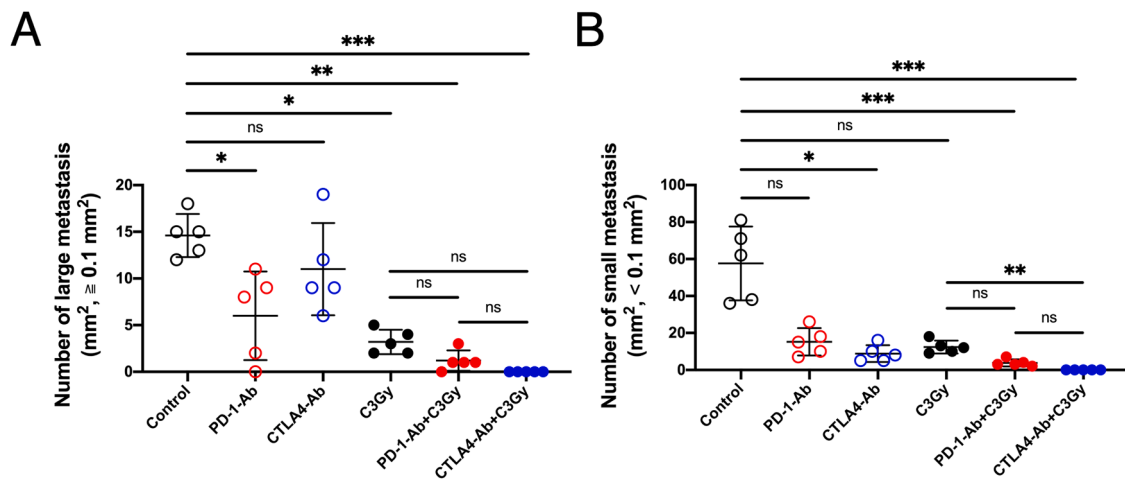 A
***
**
*
ns
*
Number of large metastasis
(mm², ≧ 0.1 mm²)
20
15
10
5
0
ns
ns
ns
Control
PD-1-Ab
CTLA4-Ab
C3Gy
PD-1-Ab+C3Gy
CTLA4-Ab+C3Gy
B
***
***
ns
*
ns
Number of small metastasis
(mm², < 0.1 mm²)
100
80
60
40
20
0
**
ns
ns
Control
PD-1-Ab
CTLA4-Ab
C3Gy
PD-1-Ab+C3Gy
CTLA4-Ab+C3Gy